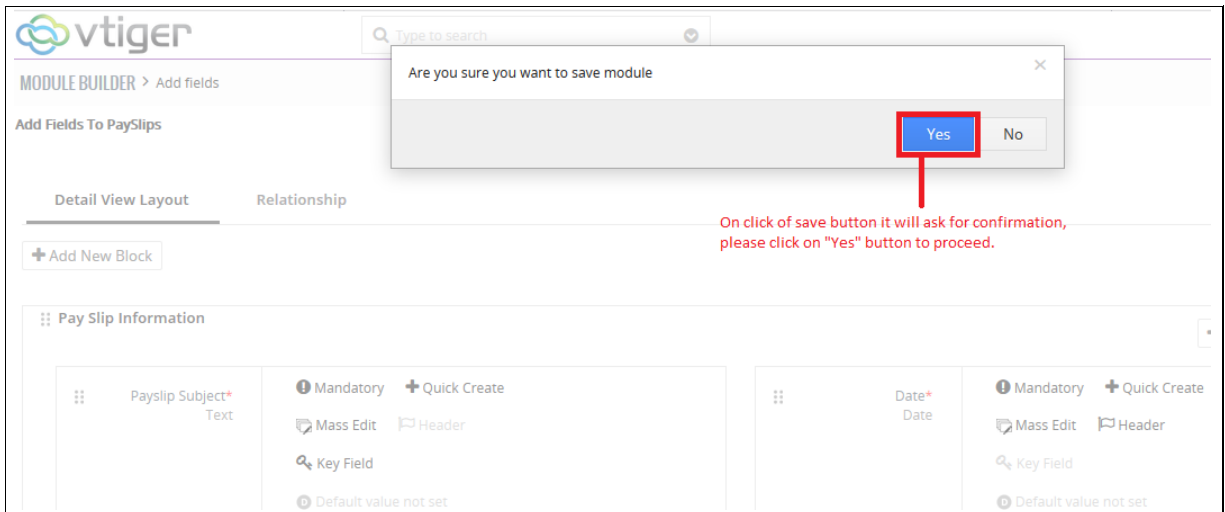 vtiger
Type to search
Are you sure you want to save module
MODULE BUILDER > Add fields
Add Fields To PaySlips
Yes
No
Detail View Layout
Relationship
On click of save button it will ask for confirmation,
please click on "Yes" button to proceed.
+ Add New Block
Pay Slip Information
Payslip Subject*
Text
Mandatory
+ Quick Create
Mass Edit
Header
Key Field
Default value not set
Date*
Date
Mandatory
+ Quick Create
Mass Edit
Header
Key Field
Default value not set